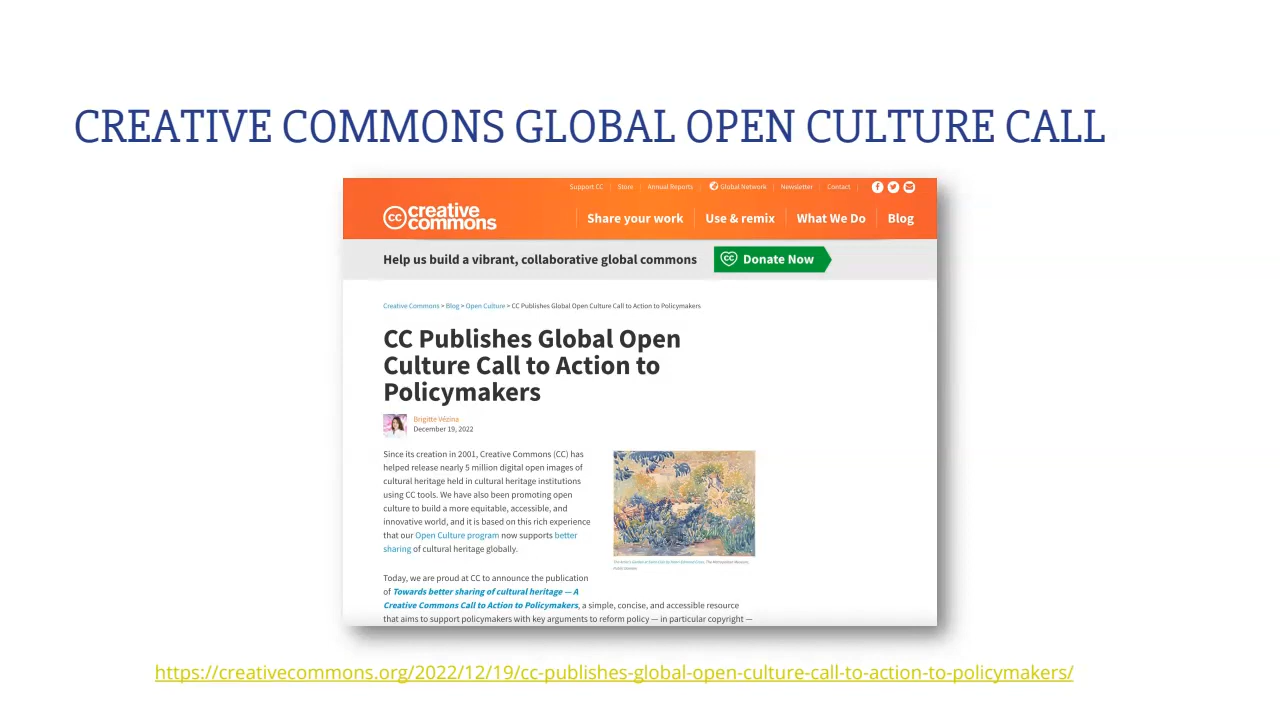 CREATIVE COMMONS GLOBAL OPEN CULTURE CALL
Support CC | Store | Annual Reports | Global Network | Newsletter | Contact
cc creative commons
Share your work | Use & remix | What We Do | Blog
Help us build a vibrant, collaborative global commons
Donate Now
Creative Commons > Blog > Open Culture > CC Publishes Global Open Culture Call to Action to Policymakers
CC Publishes Global Open
Culture Call to Action to
Policymakers
Brigitte Vézina
December 19, 2022
Since its creation in 2001, Creative Commons (CC) has
helped release nearly 5 million digital open images of
cultural heritage held in cultural heritage institutions
using CC tools. We have also been promoting open
culture to build a more equitable, accessible, and
innovative world, and it is based on this rich experience
that our Open Culture program now supports better
sharing of cultural heritage globally.
The Metropolitan Museum,
Public Domain
Today, we are proud at CC to announce the publication
of Towards better sharing of cultural heritage — A
Creative Commons Call to Action to Policymakers, a simple, concise, and accessible resource
that aims to support policymakers with key arguments to reform policy — in particular copyright —
https://creativecommons.org/2022/12/19/cc-publishes-global-open-culture-call-to-action-to-policymakers/